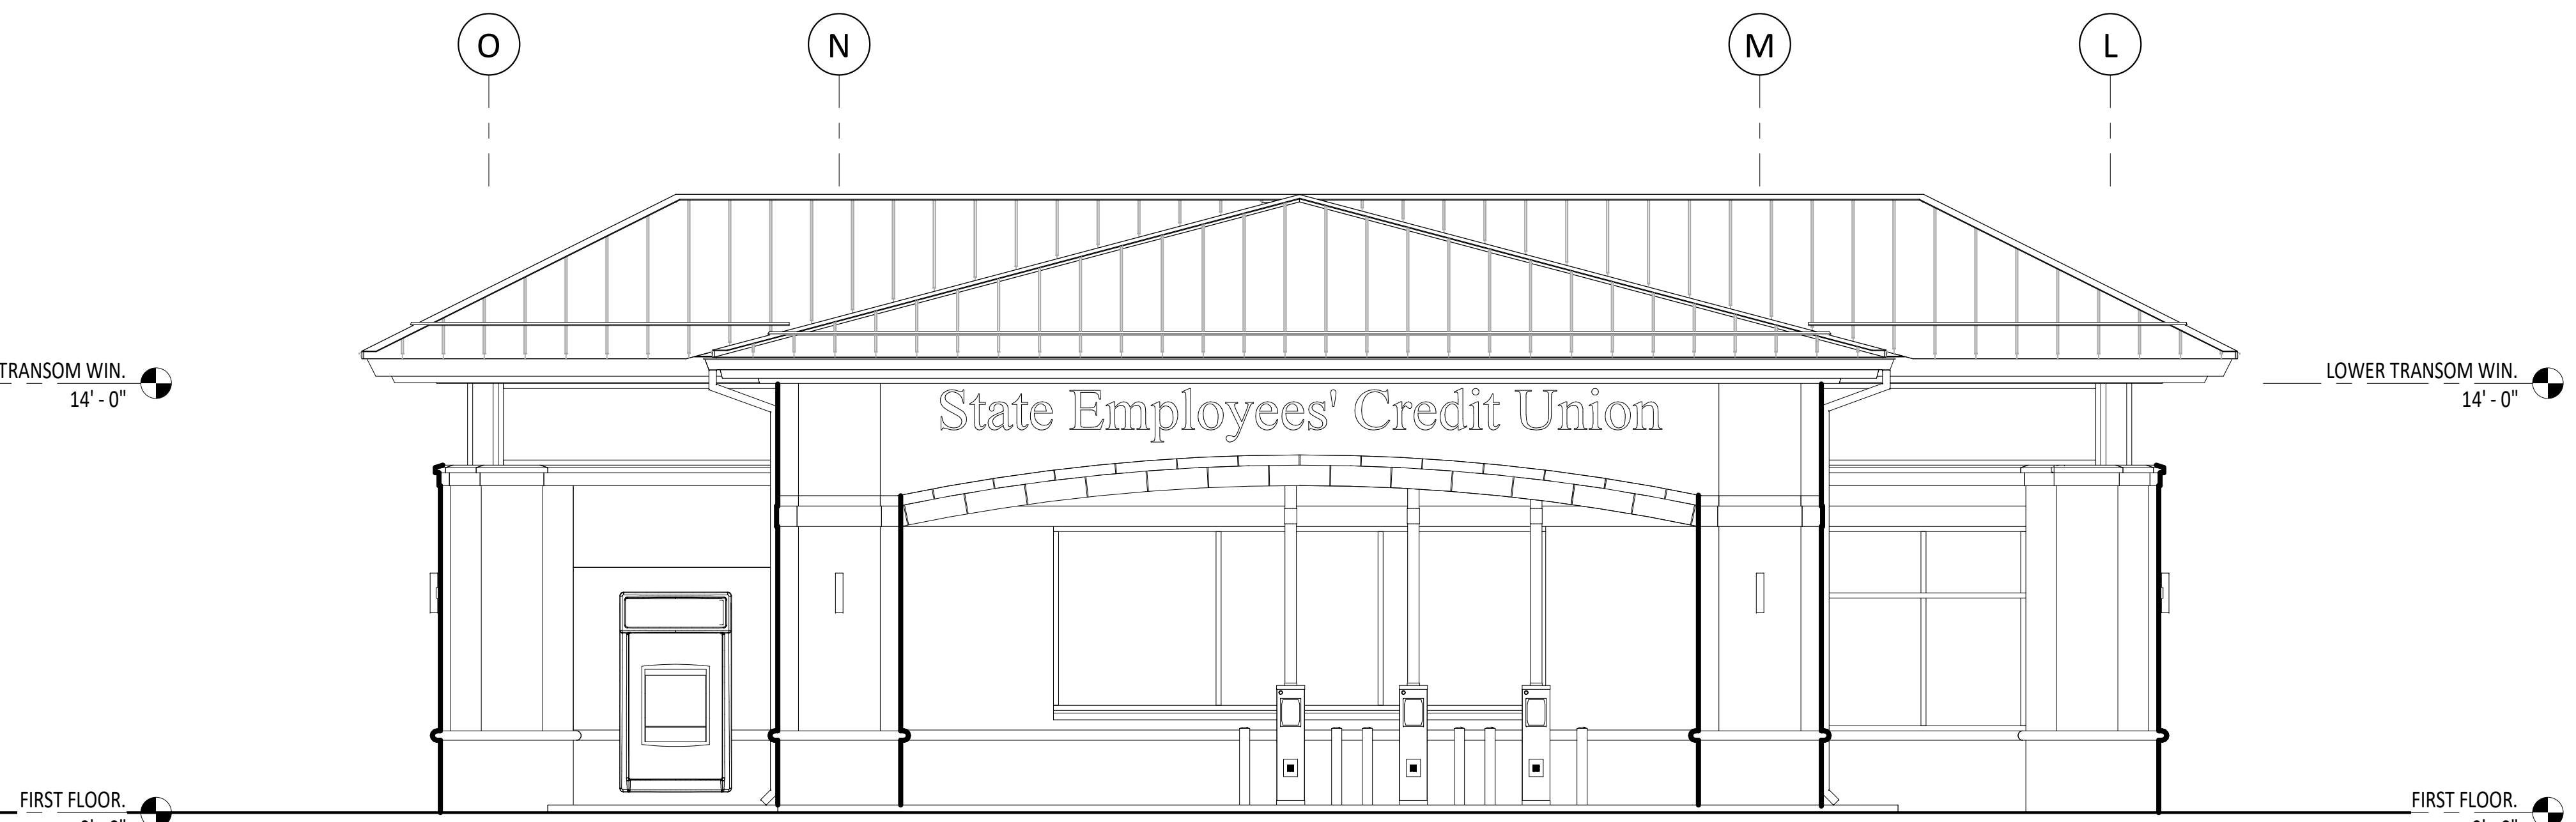 O N M L
TRANSOM WIN.
14' - 0"
LOWER TRANSOM WIN.
14' - 0"
State Employees' Credit Union
FIRST FLOOR.
FIRST FLOOR.